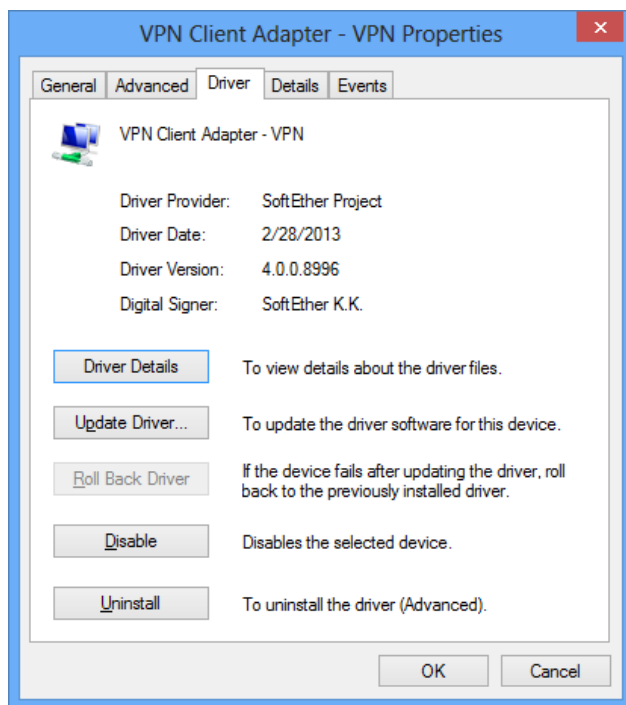 VPN Client Adapter - VPN Properties
General Advanced Driver Details Events
VPN Client Adapter - VPN
Driver Provider: SoftEther Project
Driver Date: 2/28/2013
Driver Version: 4.0.0.8996
Digital Signer: SoftEther K.K.
Driver Details To view details about the driver files.
Update Driver... To update the driver software for this device.
Roll Back Driver If the device fails after updating the driver, roll
back to the previously installed driver.
Disable Disables the selected device.
Uninstall To uninstall the driver (Advanced).
OK Cancel